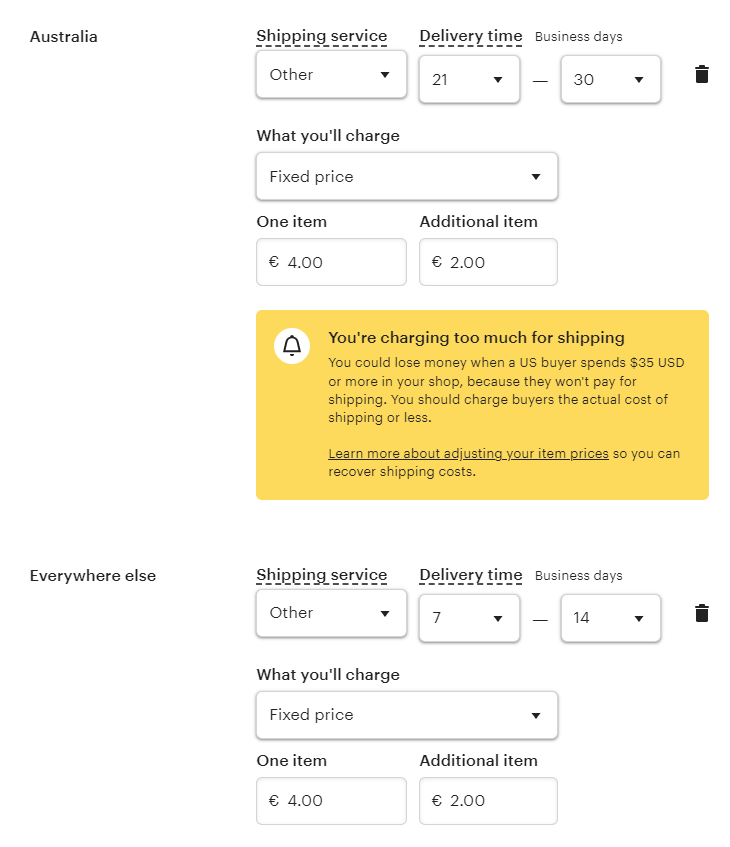 Australia
Shipping service Delivery time Business days
Other 21 — 30
What you'll charge
Fixed price
One item Additional item
€ 4.00 € 2.00
You're charging too much for shipping
You could lose money when a US buyer spends $35 USD
or more in your shop, because they won't pay for
shipping. You should charge buyers the actual cost of
shipping or less.
Learn more about adjusting your item prices so you can
recover shipping costs.
Everywhere else
Shipping service Delivery time Business days
Other 7 — 14
What you'll charge
Fixed price
One item Additional item
€ 4.00 € 2.00